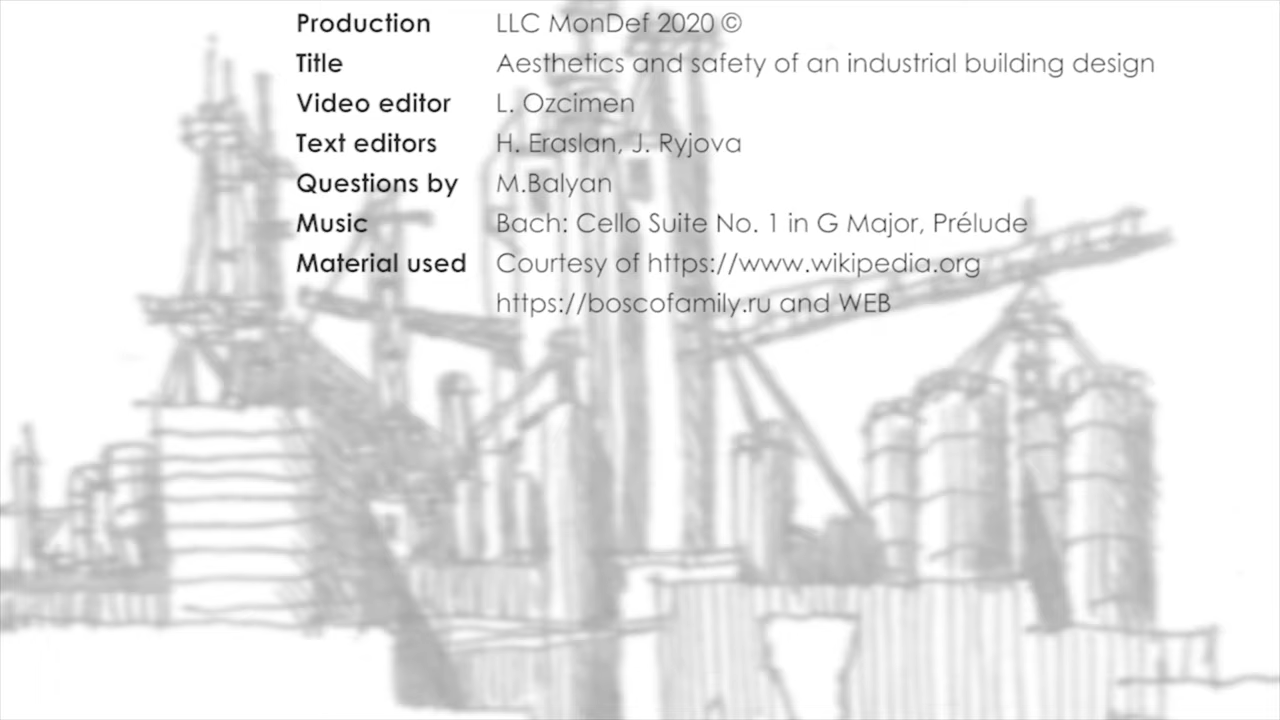 Production LLC MonDef 2020 ©
Title Aesthetics and safety of an industrial building design
Video editor L. Ozcimen
Text editors H. Eraslan, J. Ryjova
Questions by M.Balyan
Music Bach: Cello Suite No. 1 in G Major, Prélude
Material used Courtesy of https://www.wikipedia.org
https://boscofamily.ru and WEB